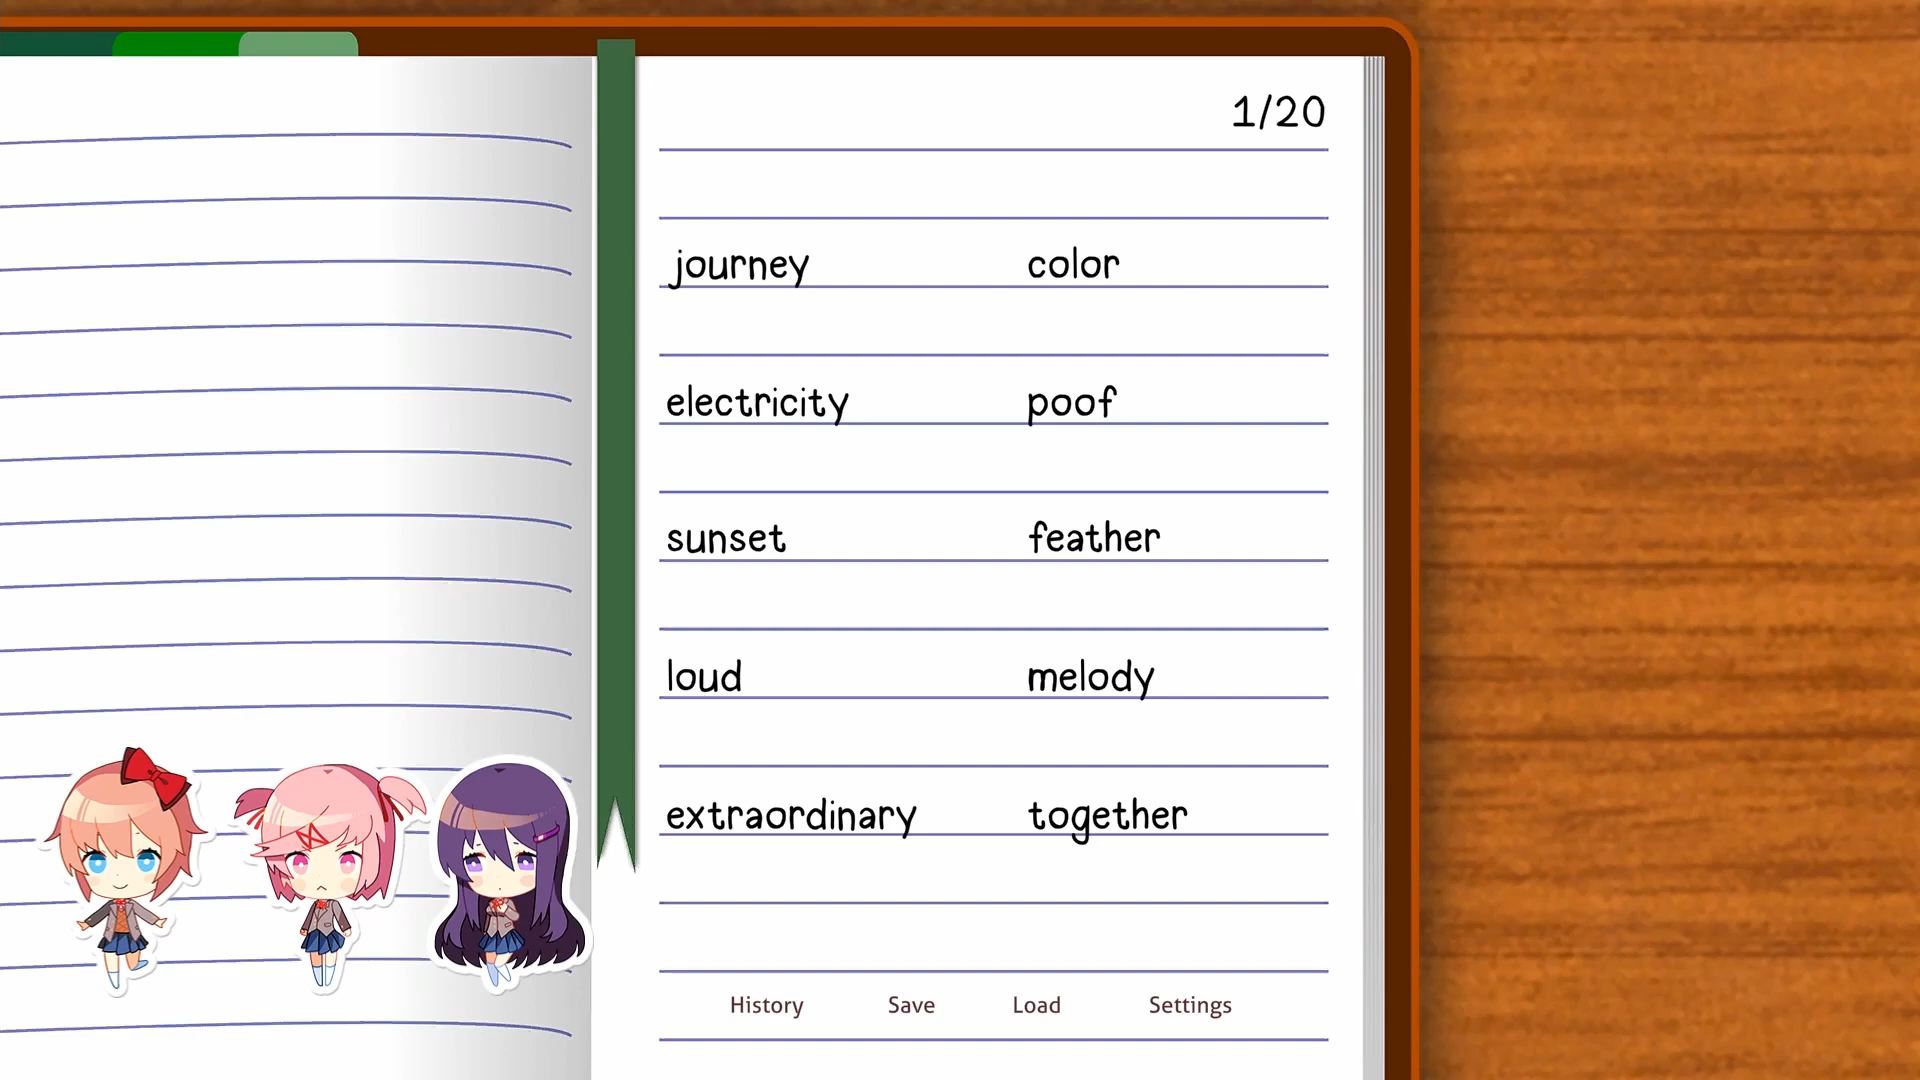 1/20
journey color
electricity poof
sunset feather
loud melody
extraordinary together
History Save Load Settings